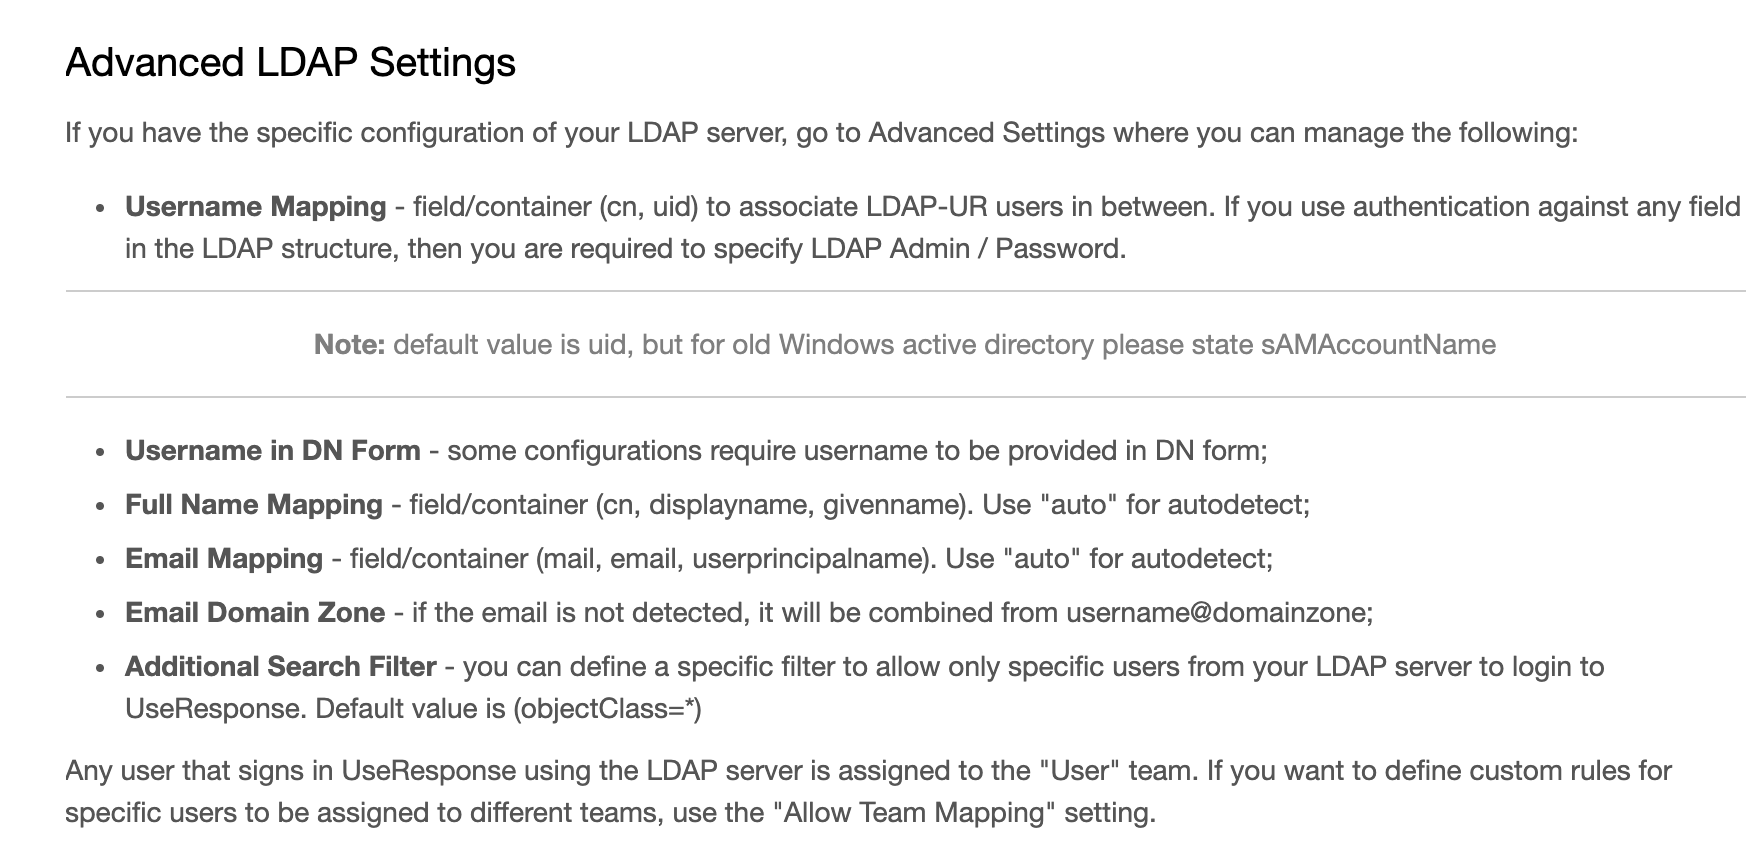 Advanced LDAP Settings
If you have the specific configuration of your LDAP server, go to Advanced Settings where you can manage the following:
• Username Mapping - field/container (cn, uid) to associate LDAP-UR users in between. If you use authentication against any field
in the LDAP structure, then you are required to specify LDAP Admin / Password.
Note: default value is uid, but for old Windows active directory please state sAMAccountName
• Username in DN Form - some configurations require username to be provided in DN form;
• Full Name Mapping - field/container (cn, displayname, givenname). Use "auto" for autodetect;
• Email Mapping - field/container (mail, email, userprincipalname). Use "auto" for autodetect;
• Email Domain Zone - if the email is not detected, it will be combined from username@domainzone;
• Additional Search Filter - you can define a specific filter to allow only specific users from your LDAP server to login to
UseResponse. Default value is (objectClass=*)
Any user that signs in UseResponse using the LDAP server is assigned to the "User" team. If you want to define custom rules for
specific users to be assigned to different teams, use the "Allow Team Mapping" setting.